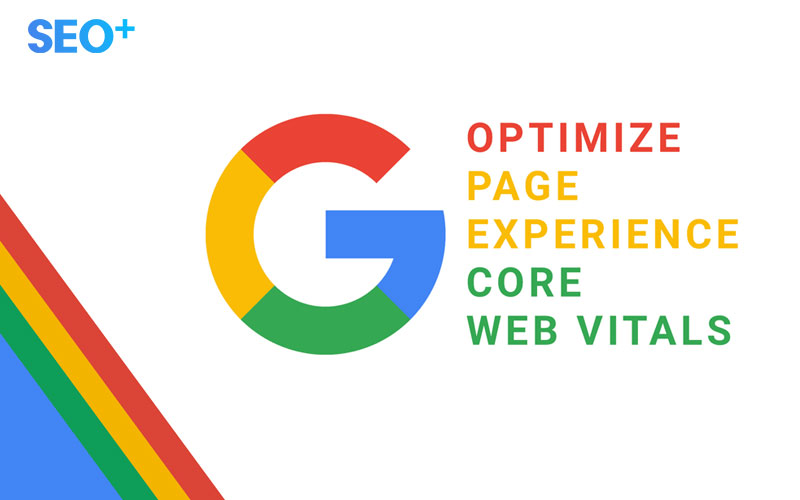 SEO+
OPTIMIZE
PAGE
EXPERIENCE
CORE
WEB VITALS